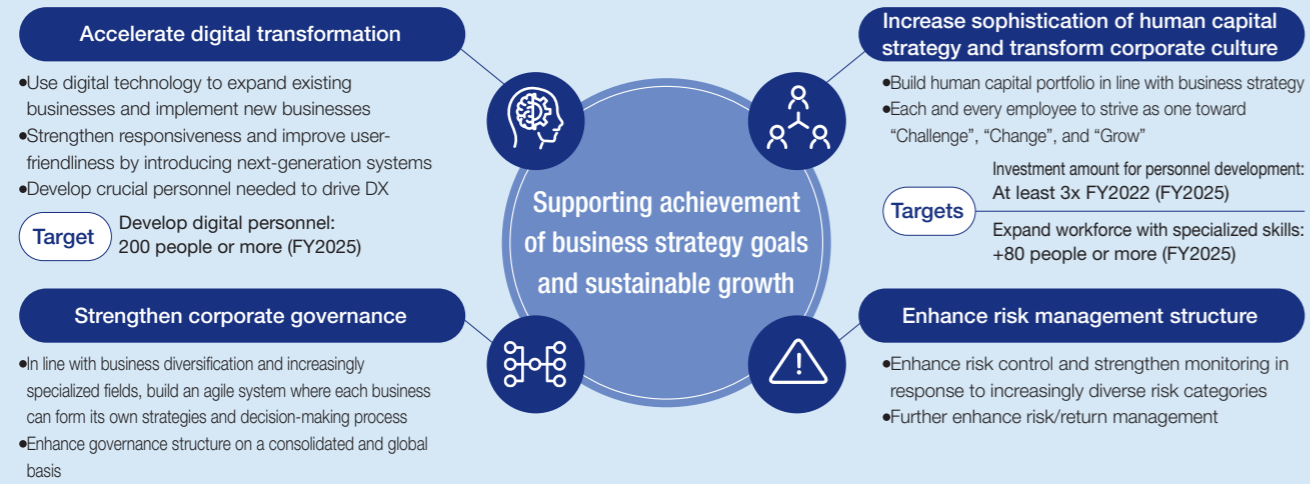 Accelerate digital transformation
●Use digital technology to expand existing
businesses and implement new businesses
●Strengthen responsiveness and improve user-
friendliness by introducing next-generation systems
●Develop crucial personnel needed to drive DX
Target
Develop digital personnel:
200 people or more (FY2025)
Increase sophistication of human capital
strategy and transform corporate culture
●Build human capital portfolio in line with business strategy
●Each and every employee to strive as one toward
“Challenge”, “Change”, and “Grow”
Targets
Investment amount for personnel development:
At least 3x FY2022 (FY2025)
Expand workforce with specialized skills:
+80 people or more (FY2025)
Supporting achievement
of business strategy goals
and sustainable growth
Strengthen corporate governance
●In line with business diversification and increasingly
specialized fields, build an agile system where each business
can form its own strategies and decision-making process
●Enhance governance structure on a consolidated and global
basis
Enhance risk management structure
●Enhance risk control and strengthen monitoring in
response to increasingly diverse risk categories
●Further enhance risk/return management